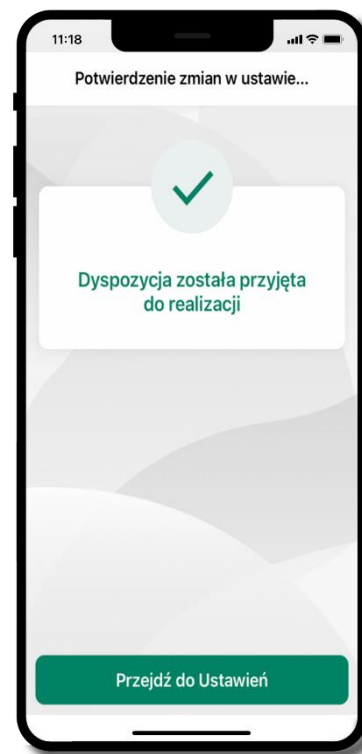 11:18
Potwierdzenie zmian w ustawie...
Dyspozycja została przyjęta
do realizacji
Przejdź do Ustawień